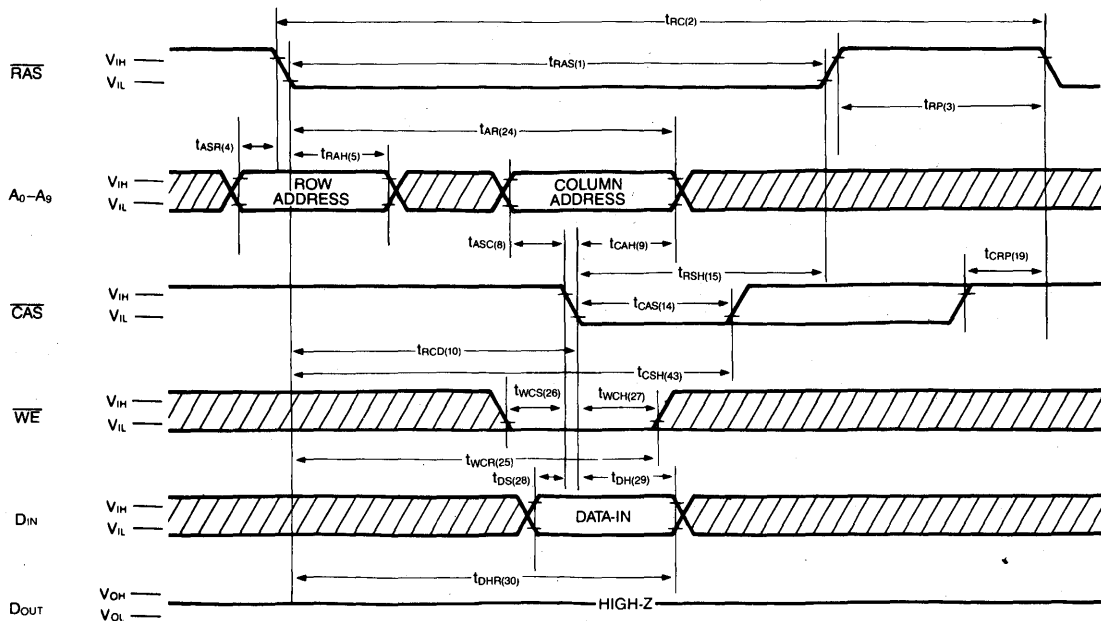 tRC(2)
RAS
VIH
VIL
tRAS(1)
tRP(3)
tAR(24)
tASR(4)
tRAH(5)
A0–A9
VIH
VIL
ROW
ADDRESS
COLUMN
ADDRESS
tASC(8)
tCAH(9)
tRSH(15)
tCRP(19)
CAS
VIH
VIL
tCAS(14)
tRCD(10)
tCSH(43)
WE
VIH
VIL
tWCS(26)
tWCH(27)
tWCR(25)
tDS(28)
tDH(29)
DIN
VIH
VIL
DATA-IN
tDHR(30)
DOUT
VOH
VOL
HIGH-Z